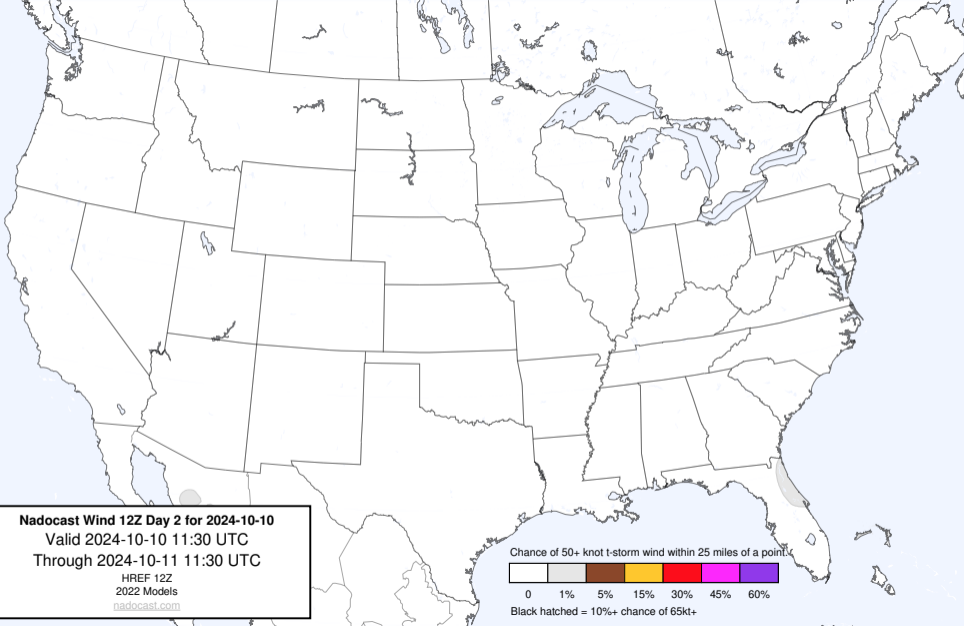 Nadocast Wind 12Z Day 2 for 2024-10-10
Valid 2024-10-10 11:30 UTC
Through 2024-10-11 11:30 UTC
HREF 12Z
2022 Models
nadocast.com
Chance of 50+ knot t-storm wind within 25 miles of a point.
0 1% 5% 15% 30% 45% 60%
Black hatched = 10%+ chance of 65kt+